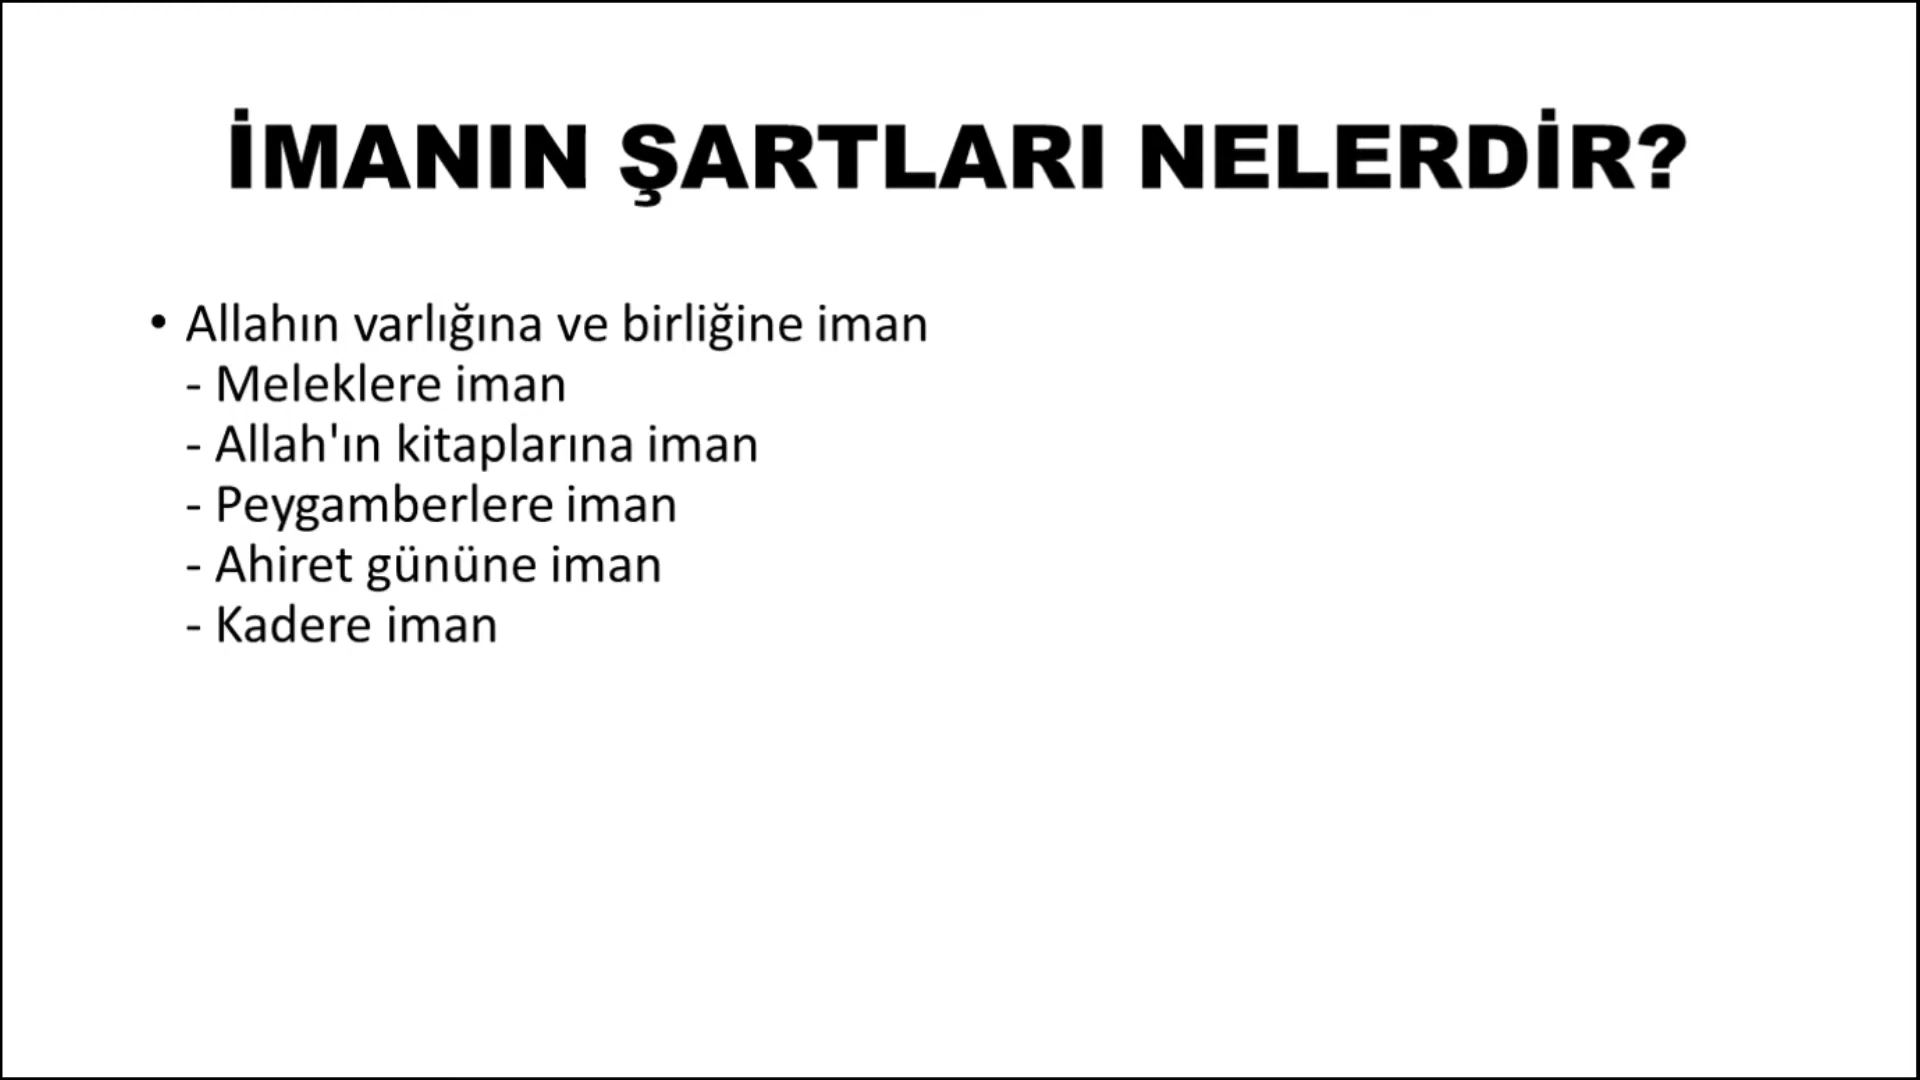 İMANIN ŞARTLARI NELERDİR?
• Allahın varlığına ve birliğine iman
- Meleklere iman
- Allah'ın kitaplarına iman
- Peygamberlere iman
- Ahiret gününe iman
- Kadere iman